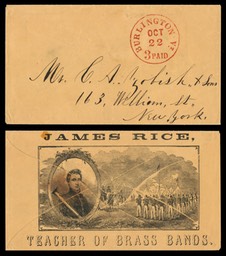 BURLINGTON Vt.
OCT
22
3 PAID
Mr. C. A. Zoebisch & Sons
163, William, St.
New York.
JAMES RICE,
TEACHER OF BRASS BANDS.